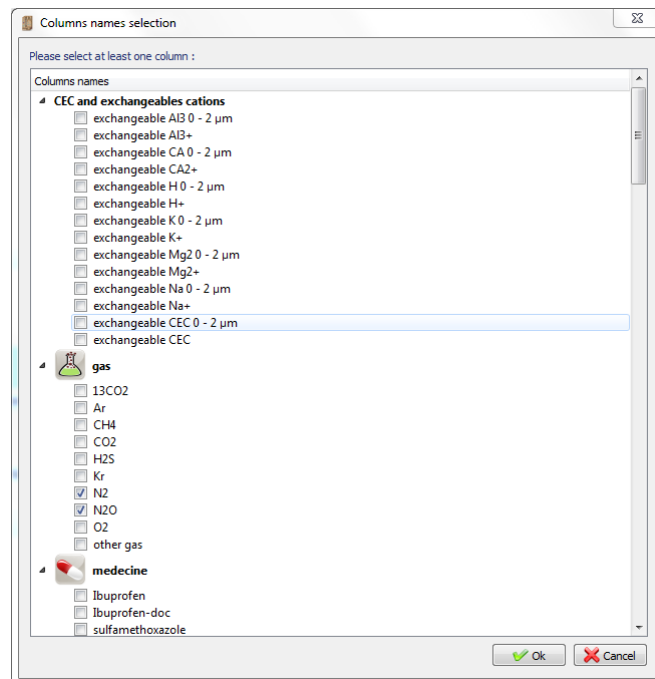 Columns names selection
Please select at least one column :
Columns names
CEC and exchangeables cations
exchangeable Al3 0 - 2 µm
exchangeable Al3+
exchangeable CA 0 - 2 µm
exchangeable CA2+
exchangeable H 0 - 2 µm
exchangeable H+
exchangeable K 0 - 2 µm
exchangeable K+
exchangeable Mg2 0 - 2 µm
exchangeable Mg2+
exchangeable Na 0 - 2 µm
exchangeable Na+
exchangeable CEC 0 - 2 µm
exchangeable CEC
gas
13CO2
Ar
CH4
CO2
H2S
Kr
N2
N2O
O2
other gas
medecine
Ibuprofen
Ibuprofen-doc
sulfamethoxazole
Ok Cancel